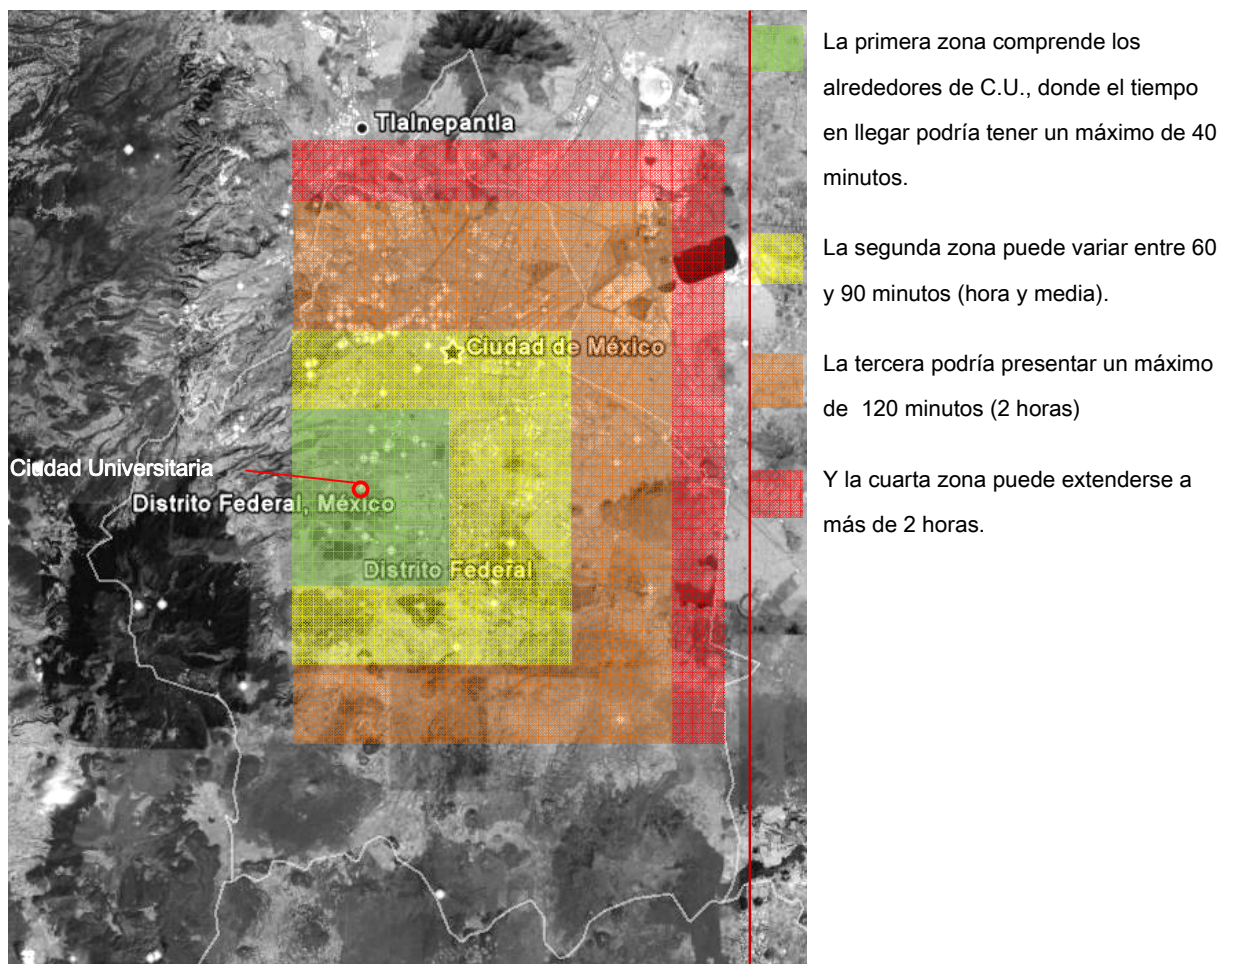 Tlalnepantla
Ciudad de México
Ciudad Universitaria
Distrito Federal, México
Distrito Federal
La primera zona comprende los
alrededores de C.U., donde el tiempo
en llegar podría tener un máximo de 40
minutos.
La segunda zona puede variar entre 60
y 90 minutos (hora y media).
La tercera podría presentar un máximo
de 120 minutos (2 horas)
Y la cuarta zona puede extenderse a
más de 2 horas.